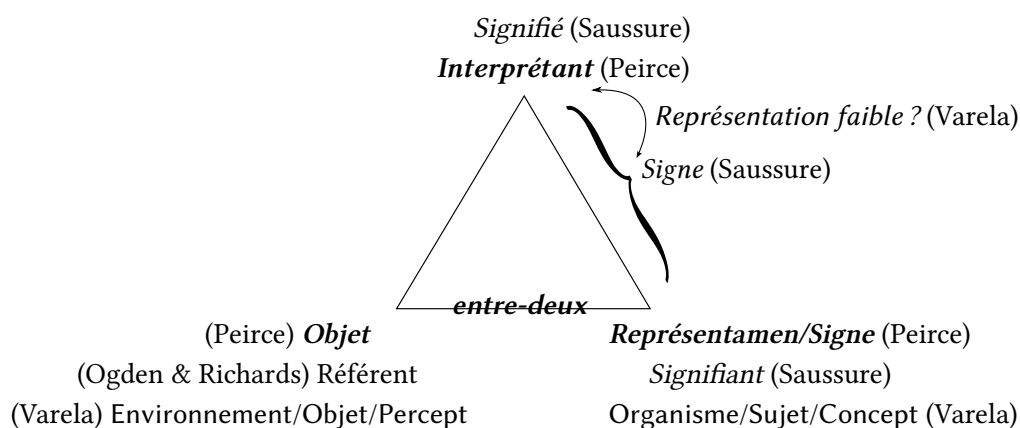 Signifié (Saussure)
Interprétant (Peirce)
Représentation faible ? (Varela)
Signe (Saussure)
entre-deux
(Peirce) Objet
(Ogden & Richards) Référent
(Varela) Environnement/Objet/Percept
Représentamen/Signe (Peirce)
Signifiant (Saussure)
Organisme/Sujet/Concept (Varela)